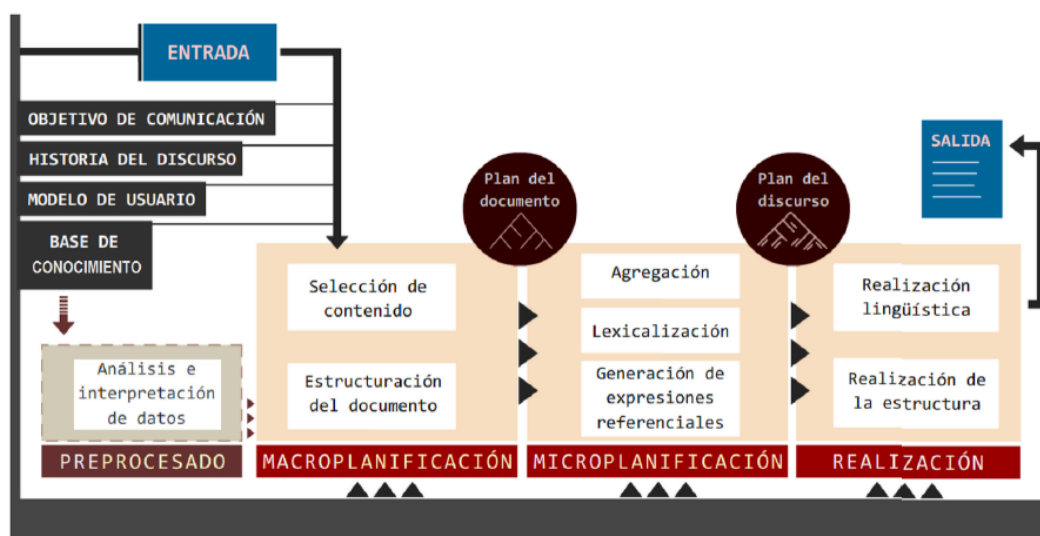 ENTRADA
OBJETIVO DE COMUNICACIÓN
HISTORIA DEL DISCURSO
MODELO DE USUARIO
BASE DE
CONOCIMIENTO
Análisis e
interpretación
de datos
PREPROCESADO
Selección de
contenido
Estructuración
del documento
MACROPLANIFICACIÓN
Plan del
documento
Agregación
Lexicalización
Generación de
expresiones
referenciales
MICROPLANIFICACIÓN
Plan del
discurso
Realización
lingüística
Realización de
la estructura
REALIZACIÓN
SALIDA